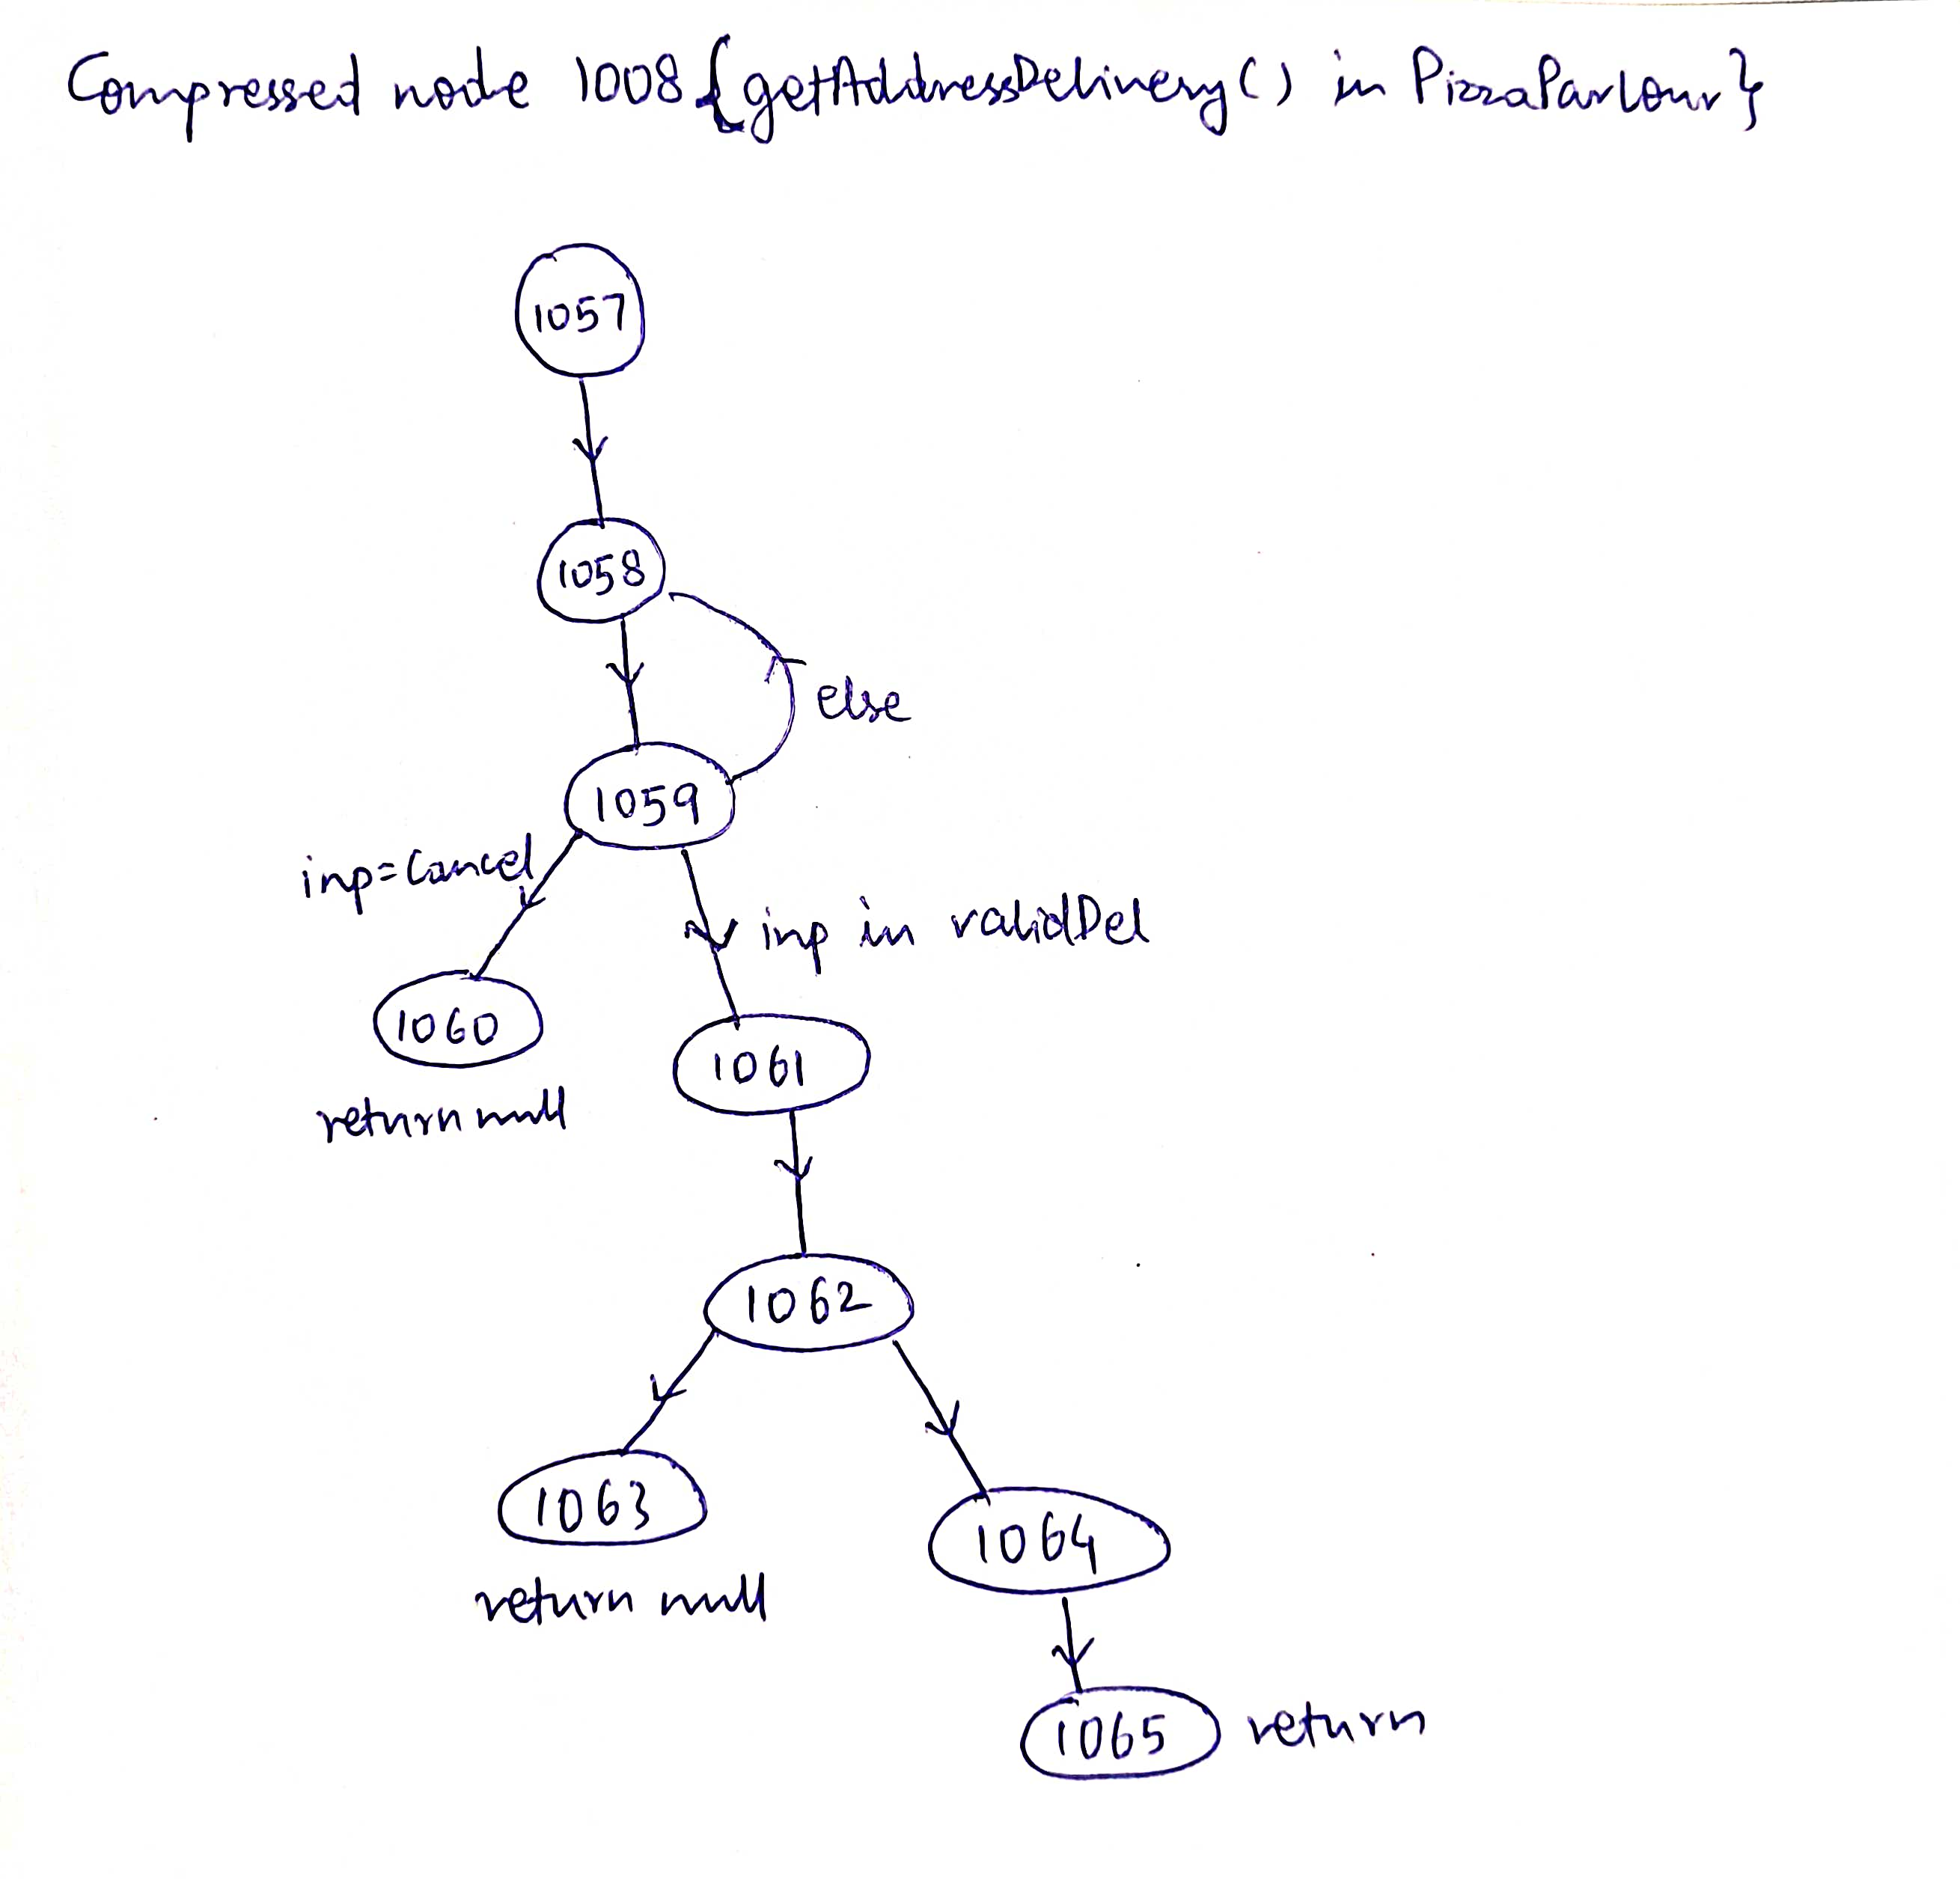 Compressed node 1008 {getAddressDelivery() in PizzaParlour}
1057
1058
else
1059
inp=Cancel
inp in validDel
1060
1061
return null
1062
1063
1064
return null
1065 return